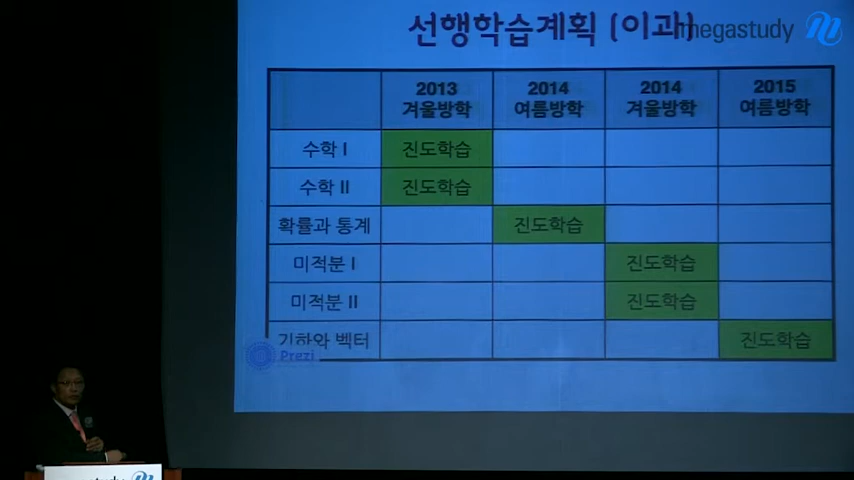 선행학습계획 (이과)
megastudy
2013 겨울방학
2014 여름방학
2014 겨울방학
2015 여름방학
수학 I 진도학습
수학 II 진도학습
확률과 통계 진도학습
미적분 I 진도학습
미적분 II 진도학습
기하와 벡터 진도학습
Prezi